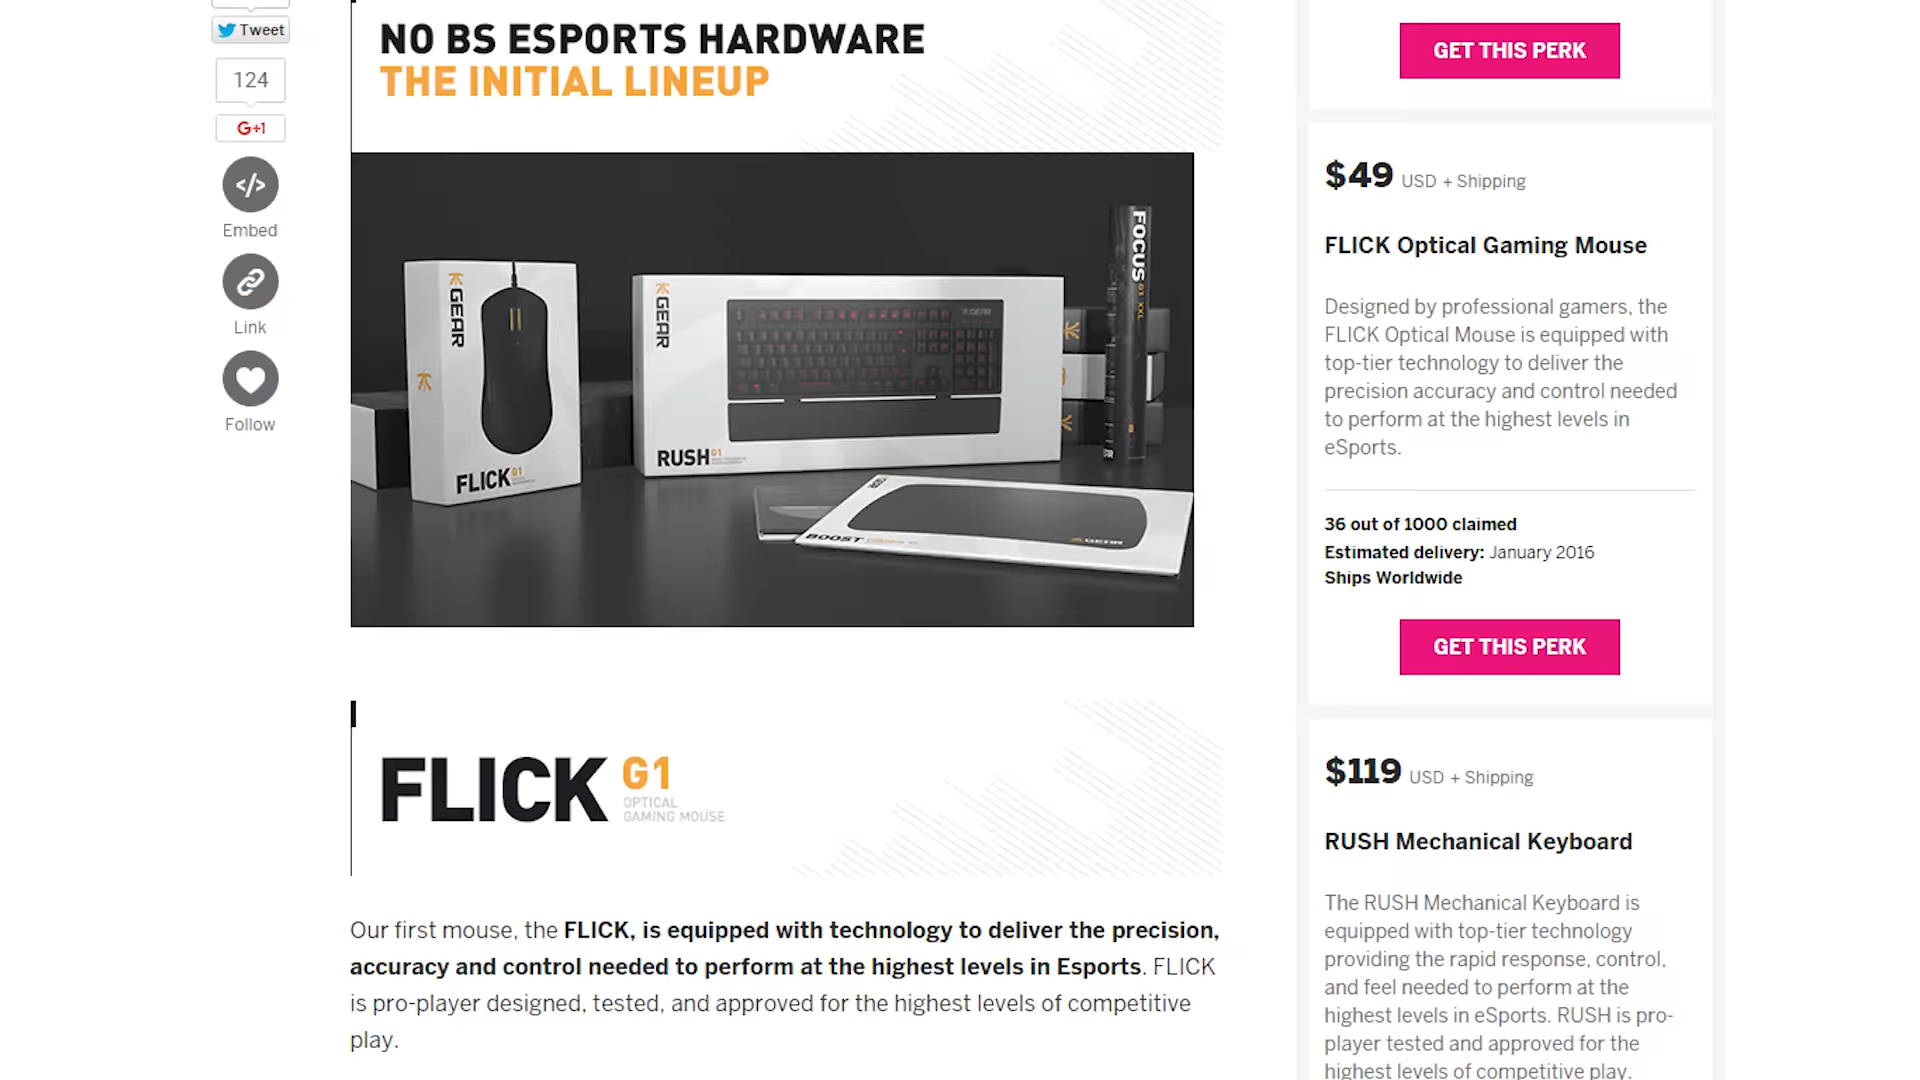 Tweet
124
G+1
</>
Embed
Link
Follow
NO BS ESPORTS HARDWARE
THE INITIAL LINEUP
GEAR
FLICK G1
GEAR
GEAR
RUSH G1
FOCUS G1 XXL
BOOST
GEAR
FLICK G1
OPTICAL
GAMING MOUSE
Our first mouse, the FLICK, is equipped with technology to deliver the precision,
accuracy and control needed to perform at the highest levels in Esports. FLICK
is pro-player designed, tested, and approved for the highest levels of competitive
play.
GET THIS PERK
$49 USD + Shipping
FLICK Optical Gaming Mouse
Designed by professional gamers, the
FLICK Optical Mouse is equipped with
top-tier technology to deliver the
precision accuracy and control needed
to perform at the highest levels in
eSports.
36 out of 1000 claimed
Estimated delivery: January 2016
Ships Worldwide
GET THIS PERK
$119 USD + Shipping
RUSH Mechanical Keyboard
The RUSH Mechanical Keyboard is
equipped with top-tier technology
providing the rapid response, control,
and feel needed to perform at the
highest levels in eSports. RUSH is pro-
player tested and approved for the
highest levels of competitive play.